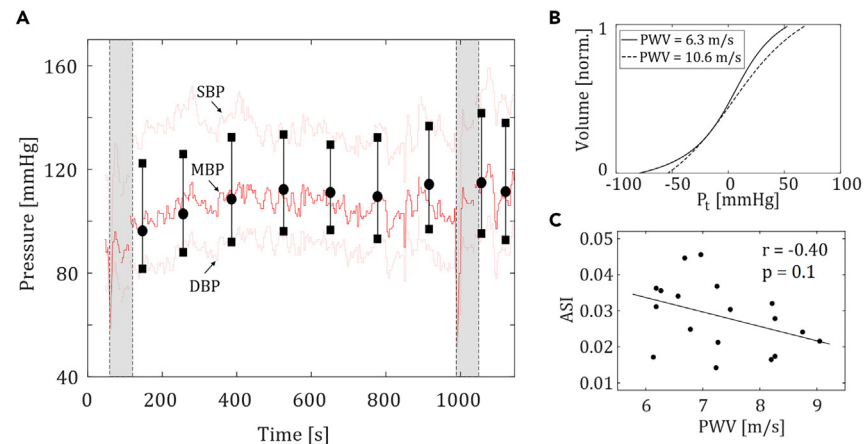 A
160
120
80
40
Pressure [mmHg]
SBP
MBP
DBP
0
200
400
600
800
1000
Time [s]
B
1
0
Volume [norm.]
PWV = 6.3 m/s
PWV = 10.6 m/s
-100
-50
0
50
100
Pt [mmHg]
C
0.05
0.04
0.03
0.02
0.01
ASI
r = -0.40
p = 0.1
6
7
8
9
PWV [m/s]